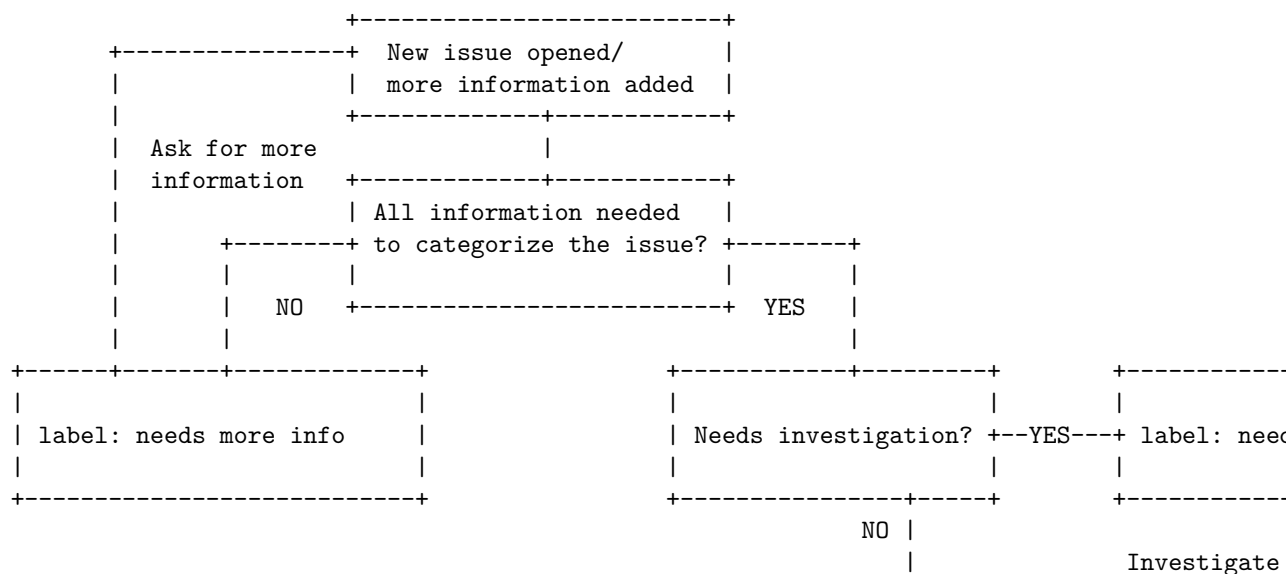 New issue opened/
more information added
Ask for more
information
All information needed
to categorize the issue?
NO
YES
label: needs more info
Needs investigation?
YES
label:
NO
Investigate